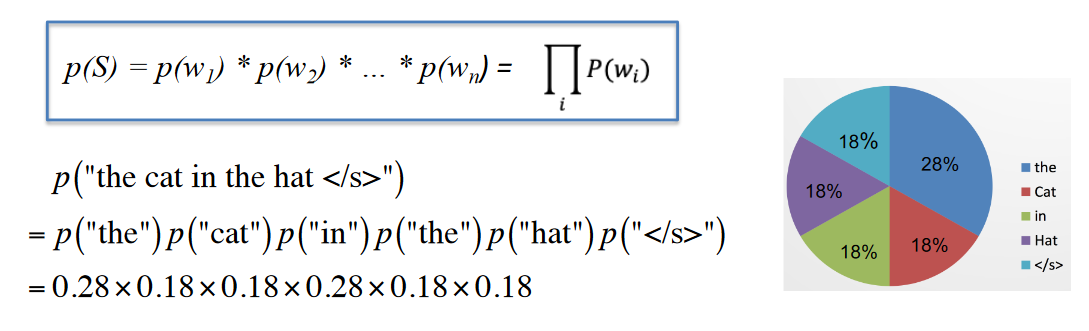 p(S) = p(w₁) * p(w₂) * ... * p(wₙ) = ∏ᵢ P(wᵢ)
p("the cat in the hat </s>")
= p("the") p("cat") p("in") p("the") p("hat") p("</s>")
= 0.28 × 0.18 × 0.18 × 0.28 × 0.18 × 0.18
18%
28%
18%
18%
18%
the
Cat
in
Hat
</s>